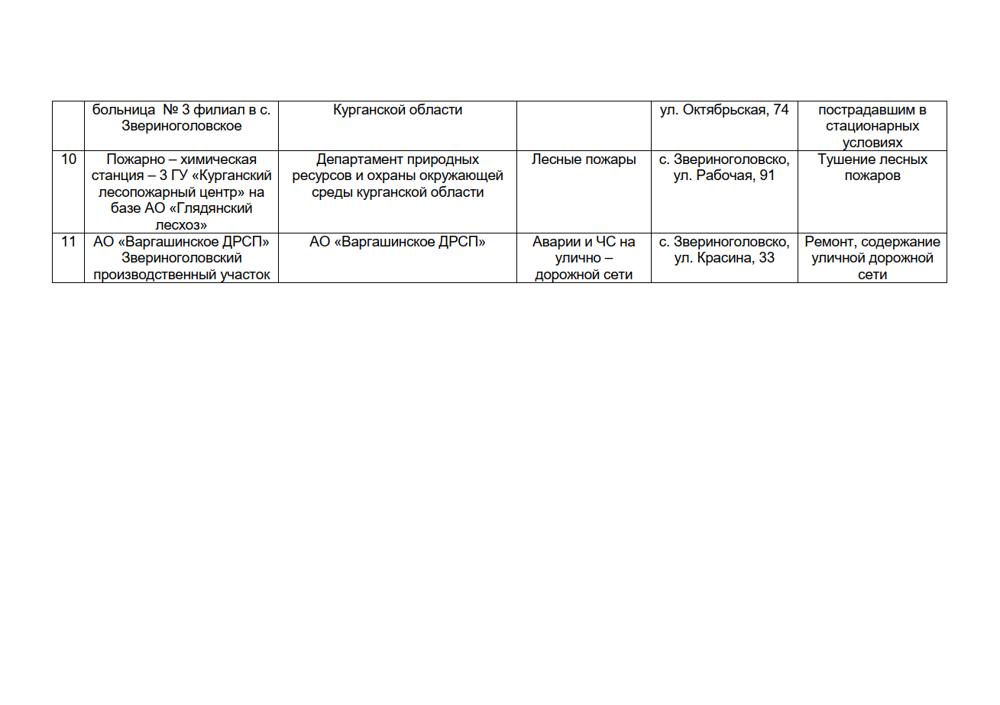 больница № 3 филиал в с.
Звериноголовское
Курганской области
ул. Октябрьская, 74
пострадавшим в
стационарных
условиях
10
Пожарно – химическая
станция – 3 ГУ «Курганский
лесопожарный центр» на
базе АО «Глядянский
лесхоз»
Департамент природных
ресурсов и охраны окружающей
среды курганской области
Лесные пожары
с. Звериноголовско,
ул. Рабочая, 91
Тушение лесных
пожаров
11
АО «Варгашинское ДРСП»
Звериноголовский
производственный участок
АО «Варгашинское ДРСП»
Аварии и ЧС на
улично –
дорожной сети
с. Звериноголовско,
ул. Красина, 33
Ремонт, содержание
уличной дорожной
сети